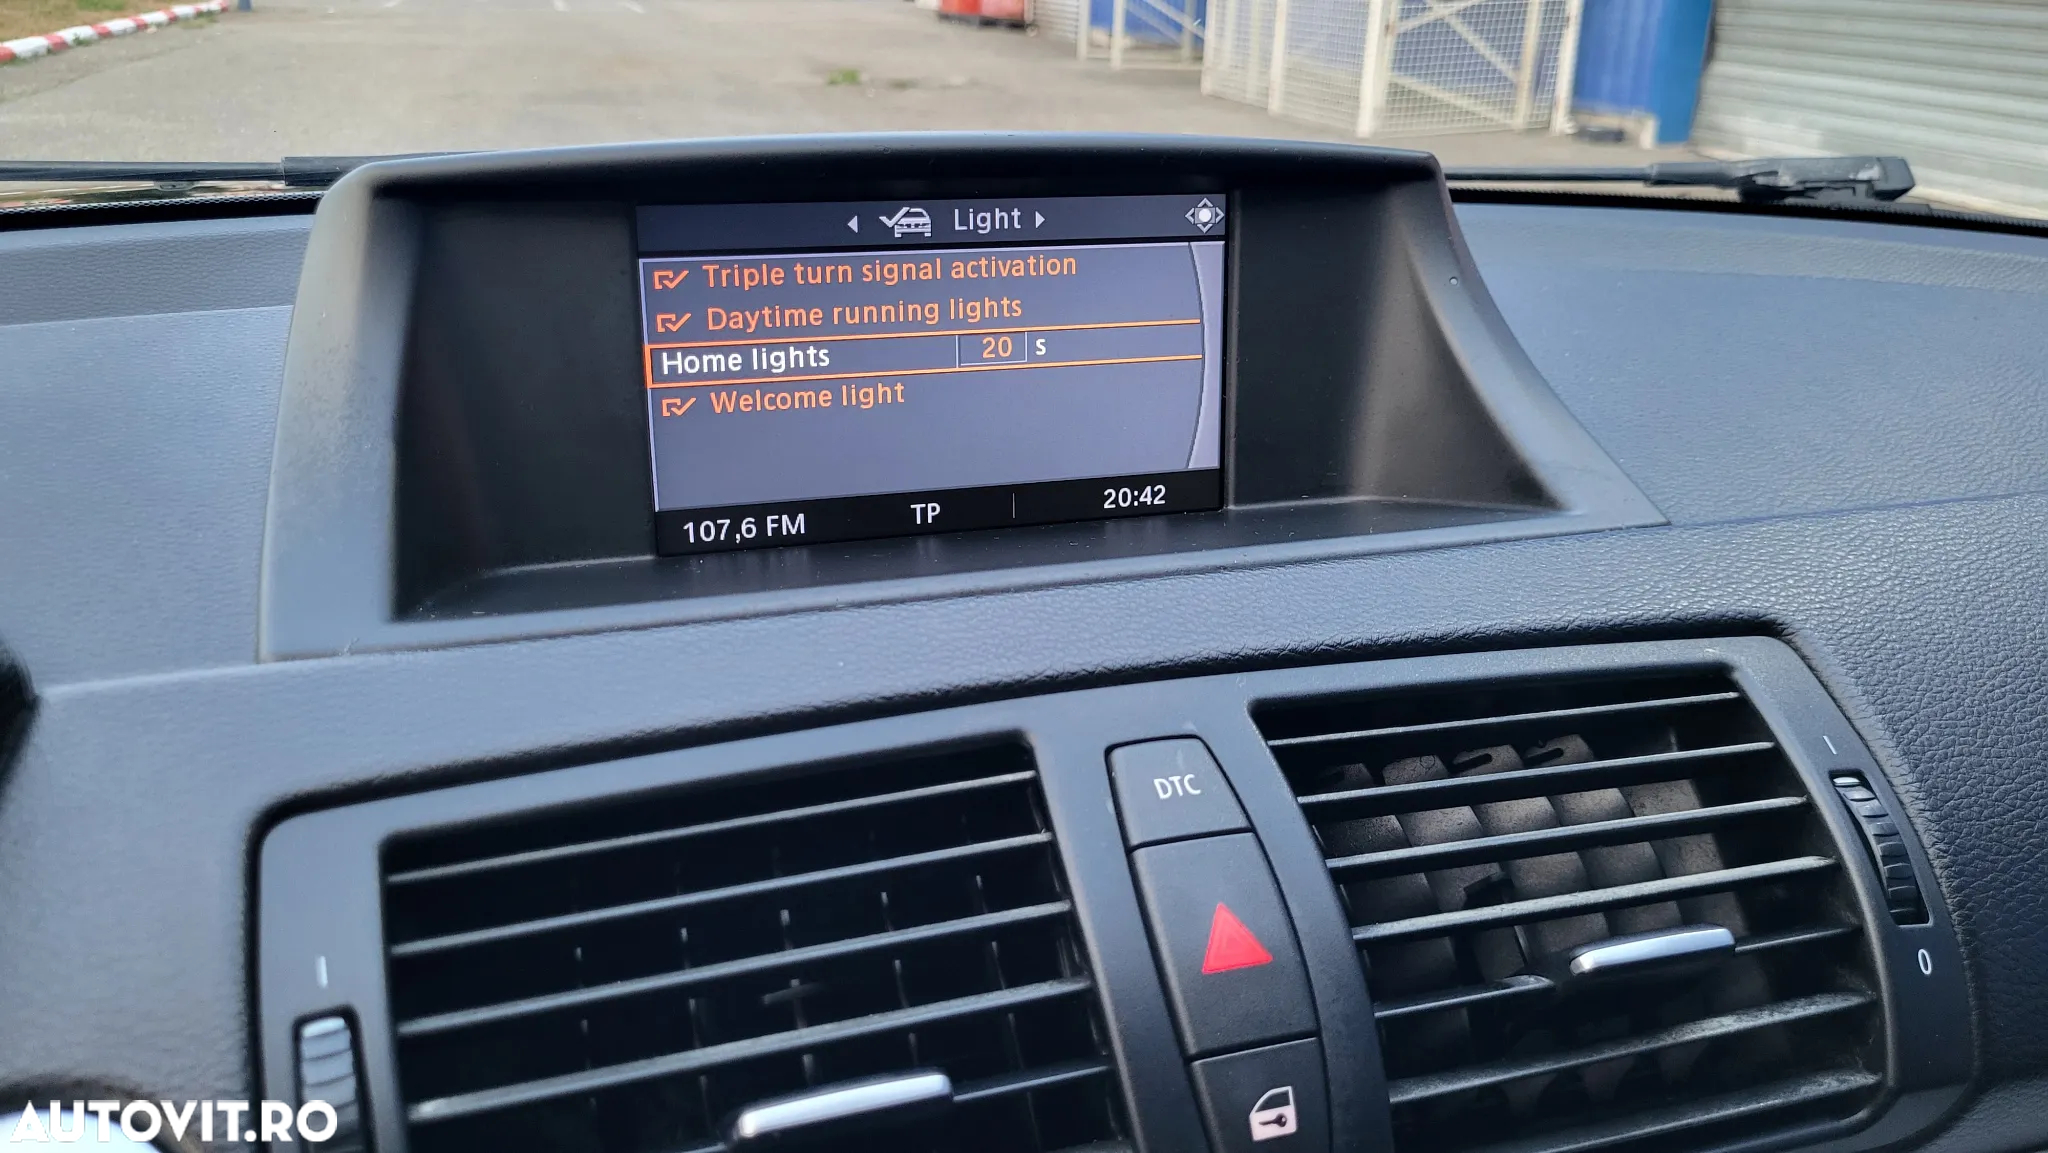 Light
Triple turn signal activation
Daytime running lights
Home lights 20 s
Welcome light
107,6 FM TP 20:42
DTC
0
AUTOVIT.RO